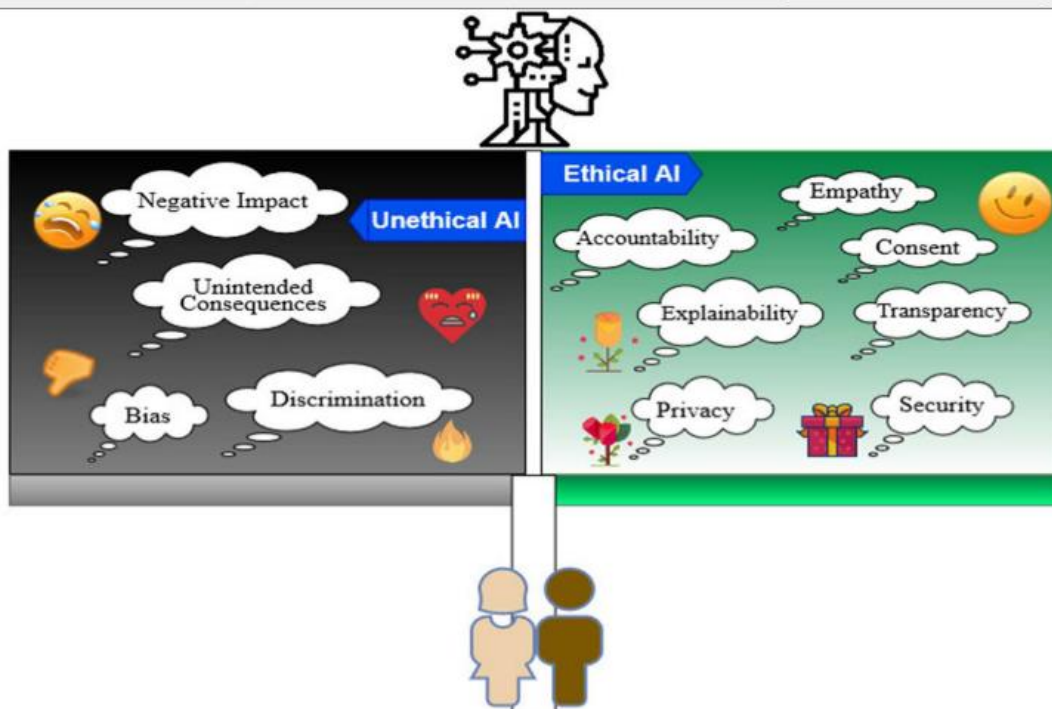 Negative Impact
Unethical AI
Unintended
Consequences
Bias
Discrimination
Ethical AI
Empathy
Accountability
Consent
Explainability
Transparency
Privacy
Security